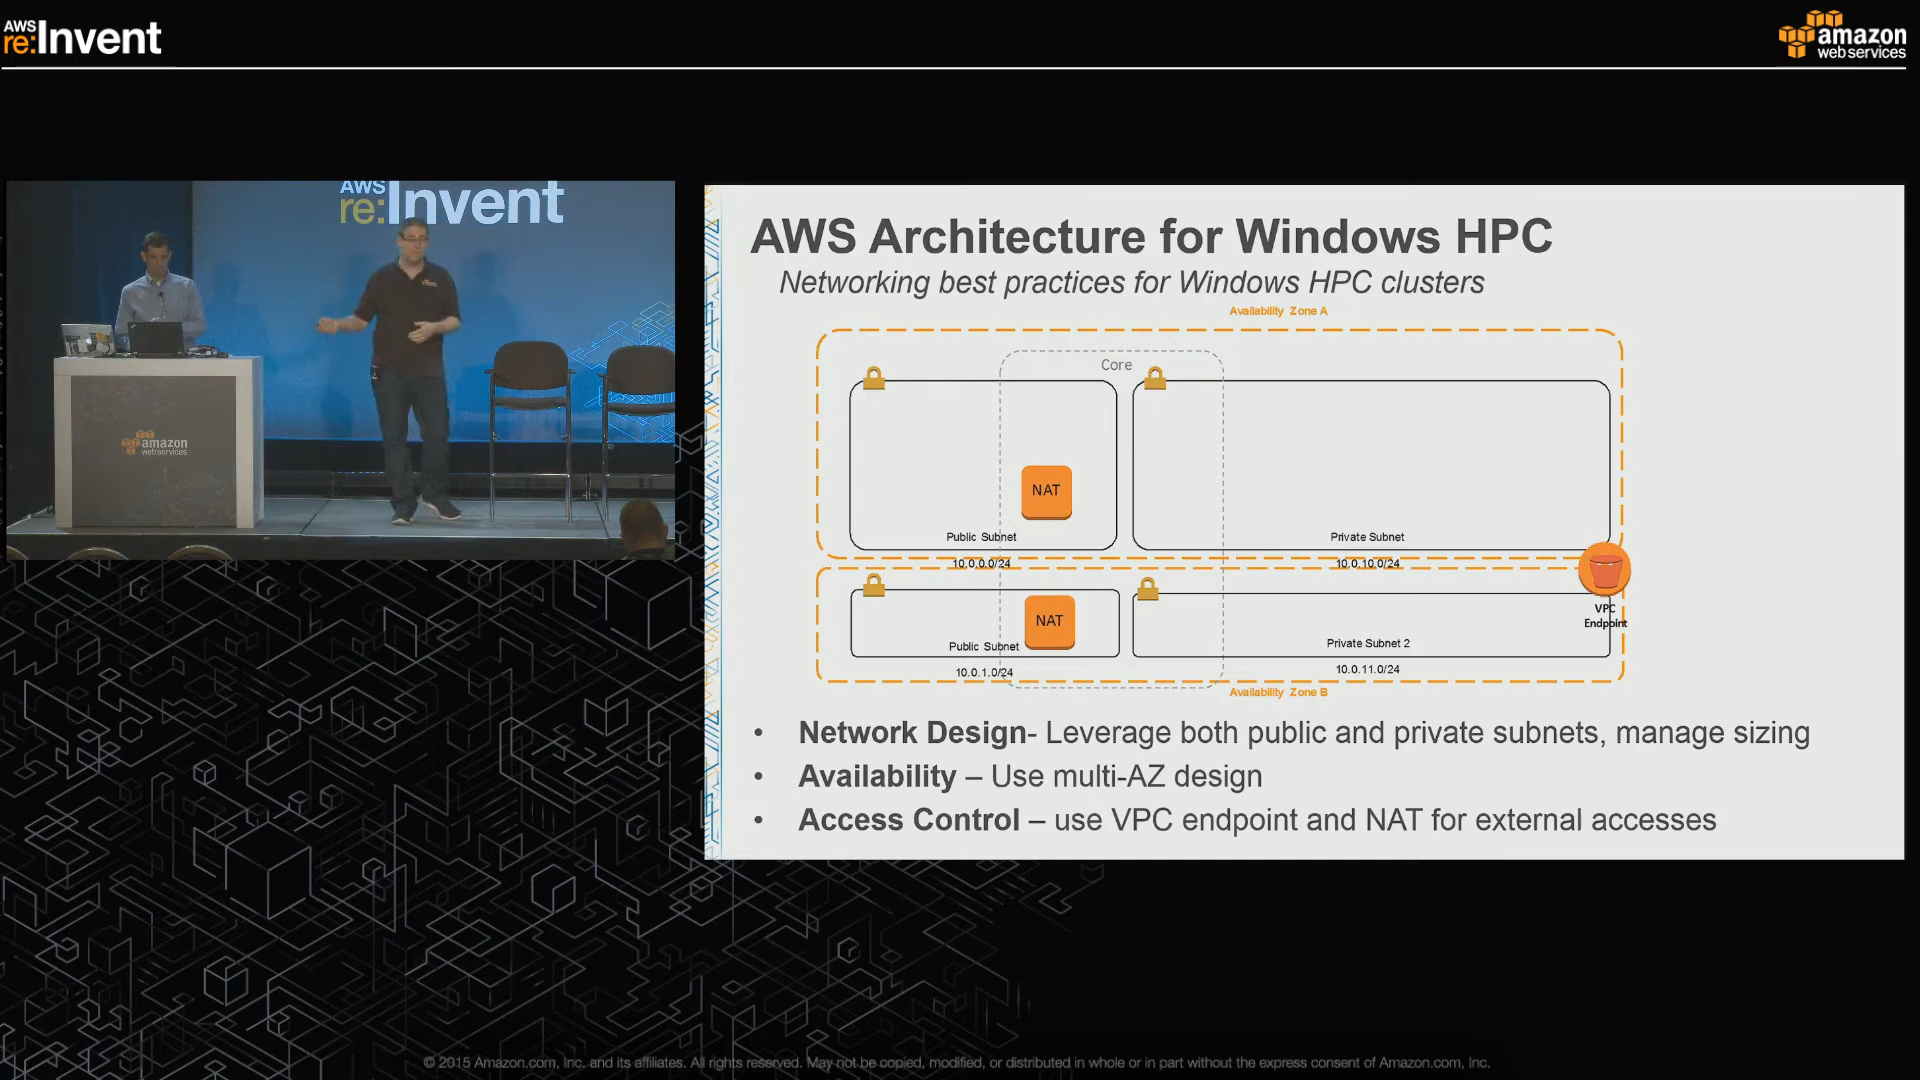 AWS
re:Invent
amazon
web services
AWS
re:Invent
amazon
web services
AWS Architecture for Windows HPC
Networking best practices for Windows HPC clusters
Availability Zone A
Core
NAT
Public Subnet
Private Subnet
10.0.0.0/24
10.0.10.0/24
VPC
Endpoint
NAT
Public Subnet
Private Subnet 2
10.0.1.0/24
10.0.11.0/24
Availability Zone B
• Network Design- Leverage both public and private subnets, manage sizing
• Availability – Use multi-AZ design
• Access Control – use VPC endpoint and NAT for external accesses
© 2015 Amazon.com, Inc. and its affiliates. All rights reserved. May not be copied, modified, or distributed in whole or in part without the express consent of Amazon.com, Inc.